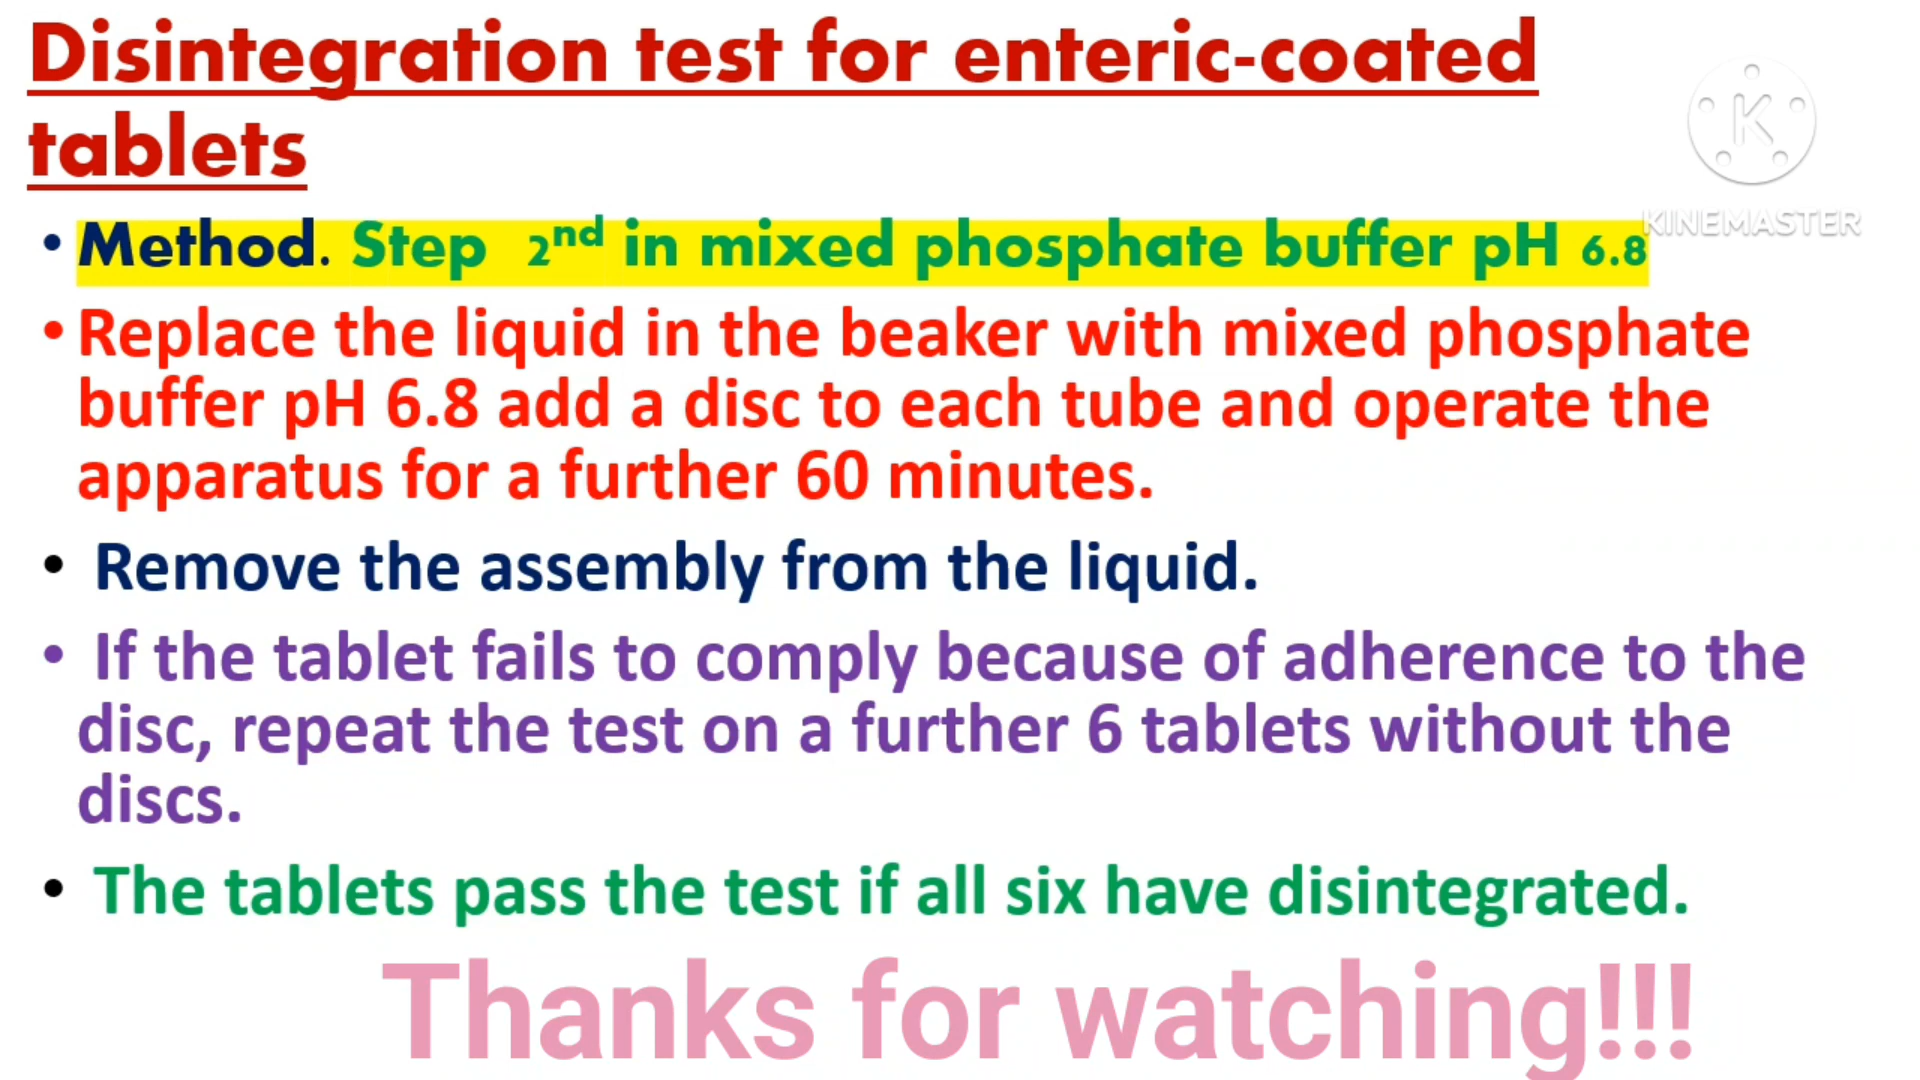 Disintegration test for enteric-coated
tablets
K
KINEMASTER
• Method. Step 2nd in mixed phosphate buffer pH 6.8
• Replace the liquid in the beaker with mixed phosphate
buffer pH 6.8 add a disc to each tube and operate the
apparatus for a further 60 minutes.
• Remove the assembly from the liquid.
• If the tablet fails to comply because of adherence to the
disc, repeat the test on a further 6 tablets without the
discs.
• The tablets pass the test if all six have disintegrated.
Thanks for watching!!!